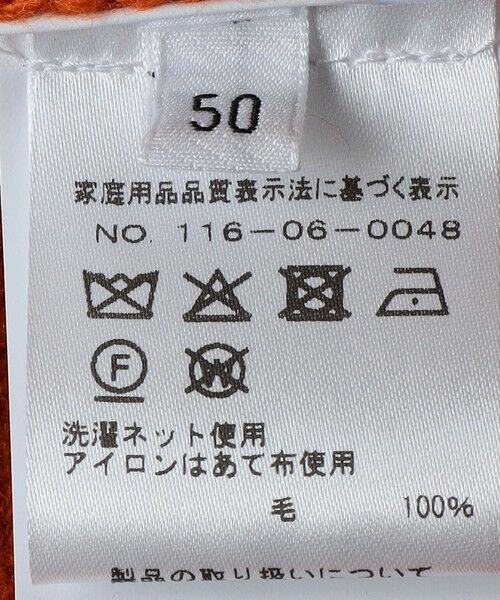 50
家庭用品品質表示法に基づく表示
NO. 116-06-0048
F W
洗濯ネット使用
アイロンはあて布使用
毛 100%
製品の取り扱いについて